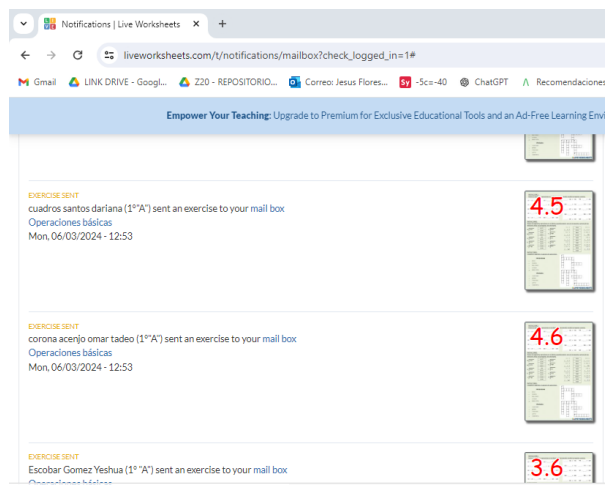 Notifications | Live Worksheets
liveworksheets.com/t/notifications/mailbox?check_logged_in=1#
Gmail LINK DRIVE - Googl... Z20 - REPOSITORIO... Correo: Jesus Flores... Sy -5c=-40 ChatGPT Recomendaciones
Empower Your Teaching: Upgrade to Premium for Exclusive Educational Tools and an Ad-Free Learning Envi
EXERCISE SENT
cuadros santos dariana (1°"A") sent an exercise to your mail box
Operaciones básicas
Mon, 06/03/2024 - 12:53
4.5
EXERCISE SENT
corona acenjo omar tadeo (1°"A") sent an exercise to your mail box
Operaciones básicas
Mon, 06/03/2024 - 12:53
4.6
EXERCISE SENT
Escobar Gomez Yeshua (1° "A") sent an exercise to your mail box
Operaciones básicas
3.6